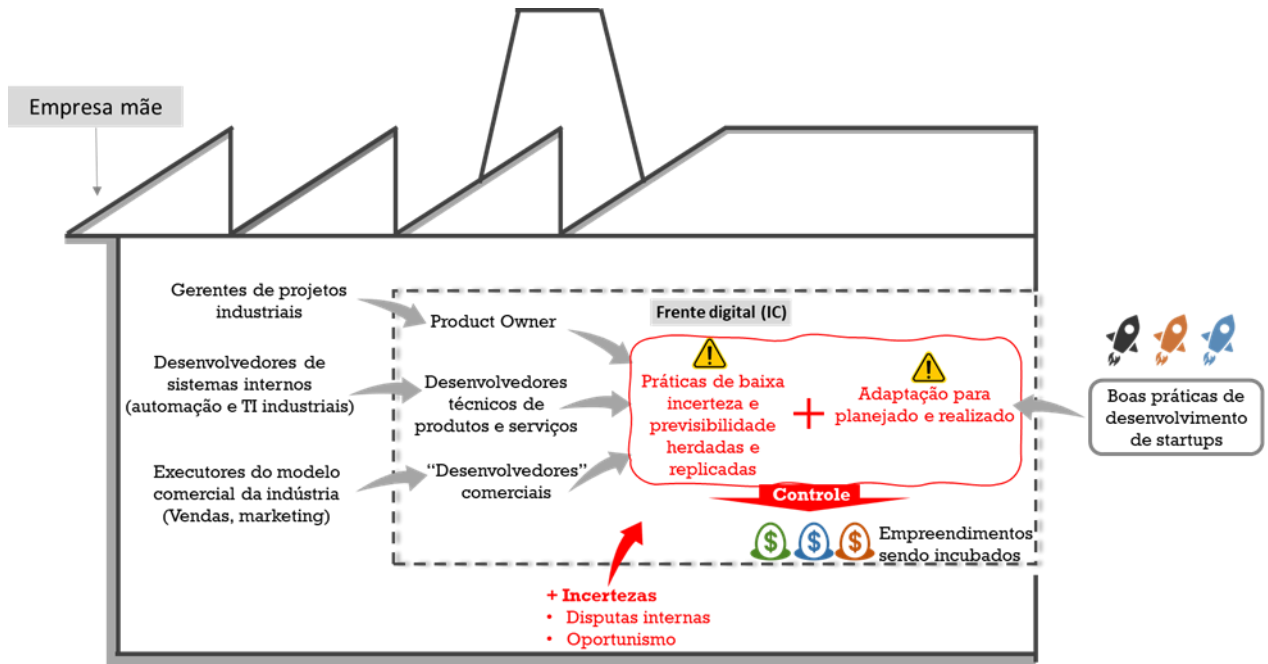 Empresa mãe
Gerentes de projetos
industriais
Desenvolvedores de
sistemas internos
(automação e TI industriais)
Executores do modelo
comercial da indústria
(Vendas, marketing)
Product Owner
Desenvolvedores
técnicos de
produtos e serviços
“Desenvolvedores”
comerciais
Frente digital (IC)
Práticas de baixa
incerteza e
previsibilidade
herdadas e
replicadas
+
Adaptação para
planejado e realizado
Controle
$ $ $
Empreendimentos
sendo incubados
Boas práticas de
desenvolvimento
de startups
+ Incertezas
• Disputas internas
• Oportunismo